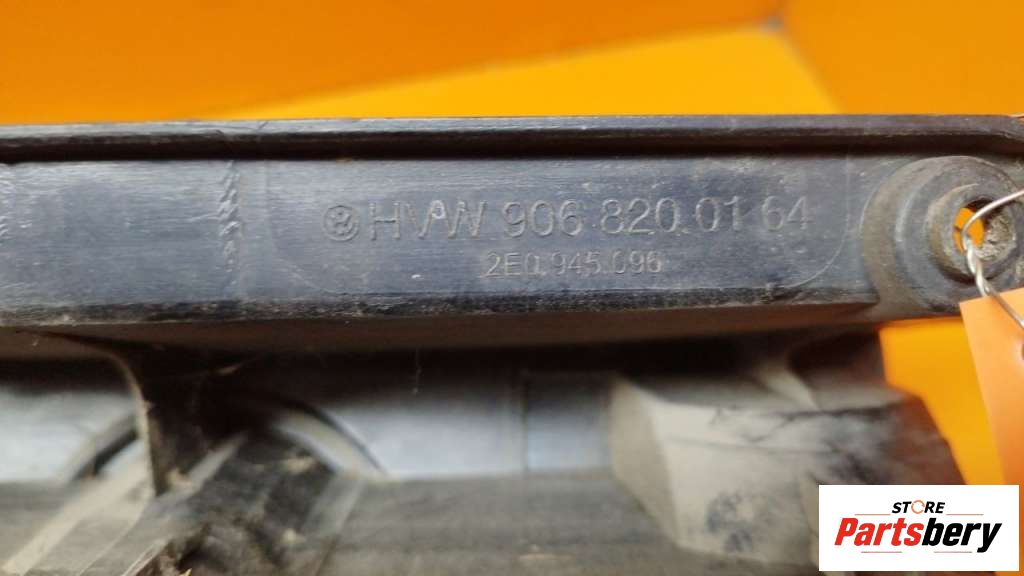 HVW 906 820 01 64
2E0.945.096
STORE
Partsbery